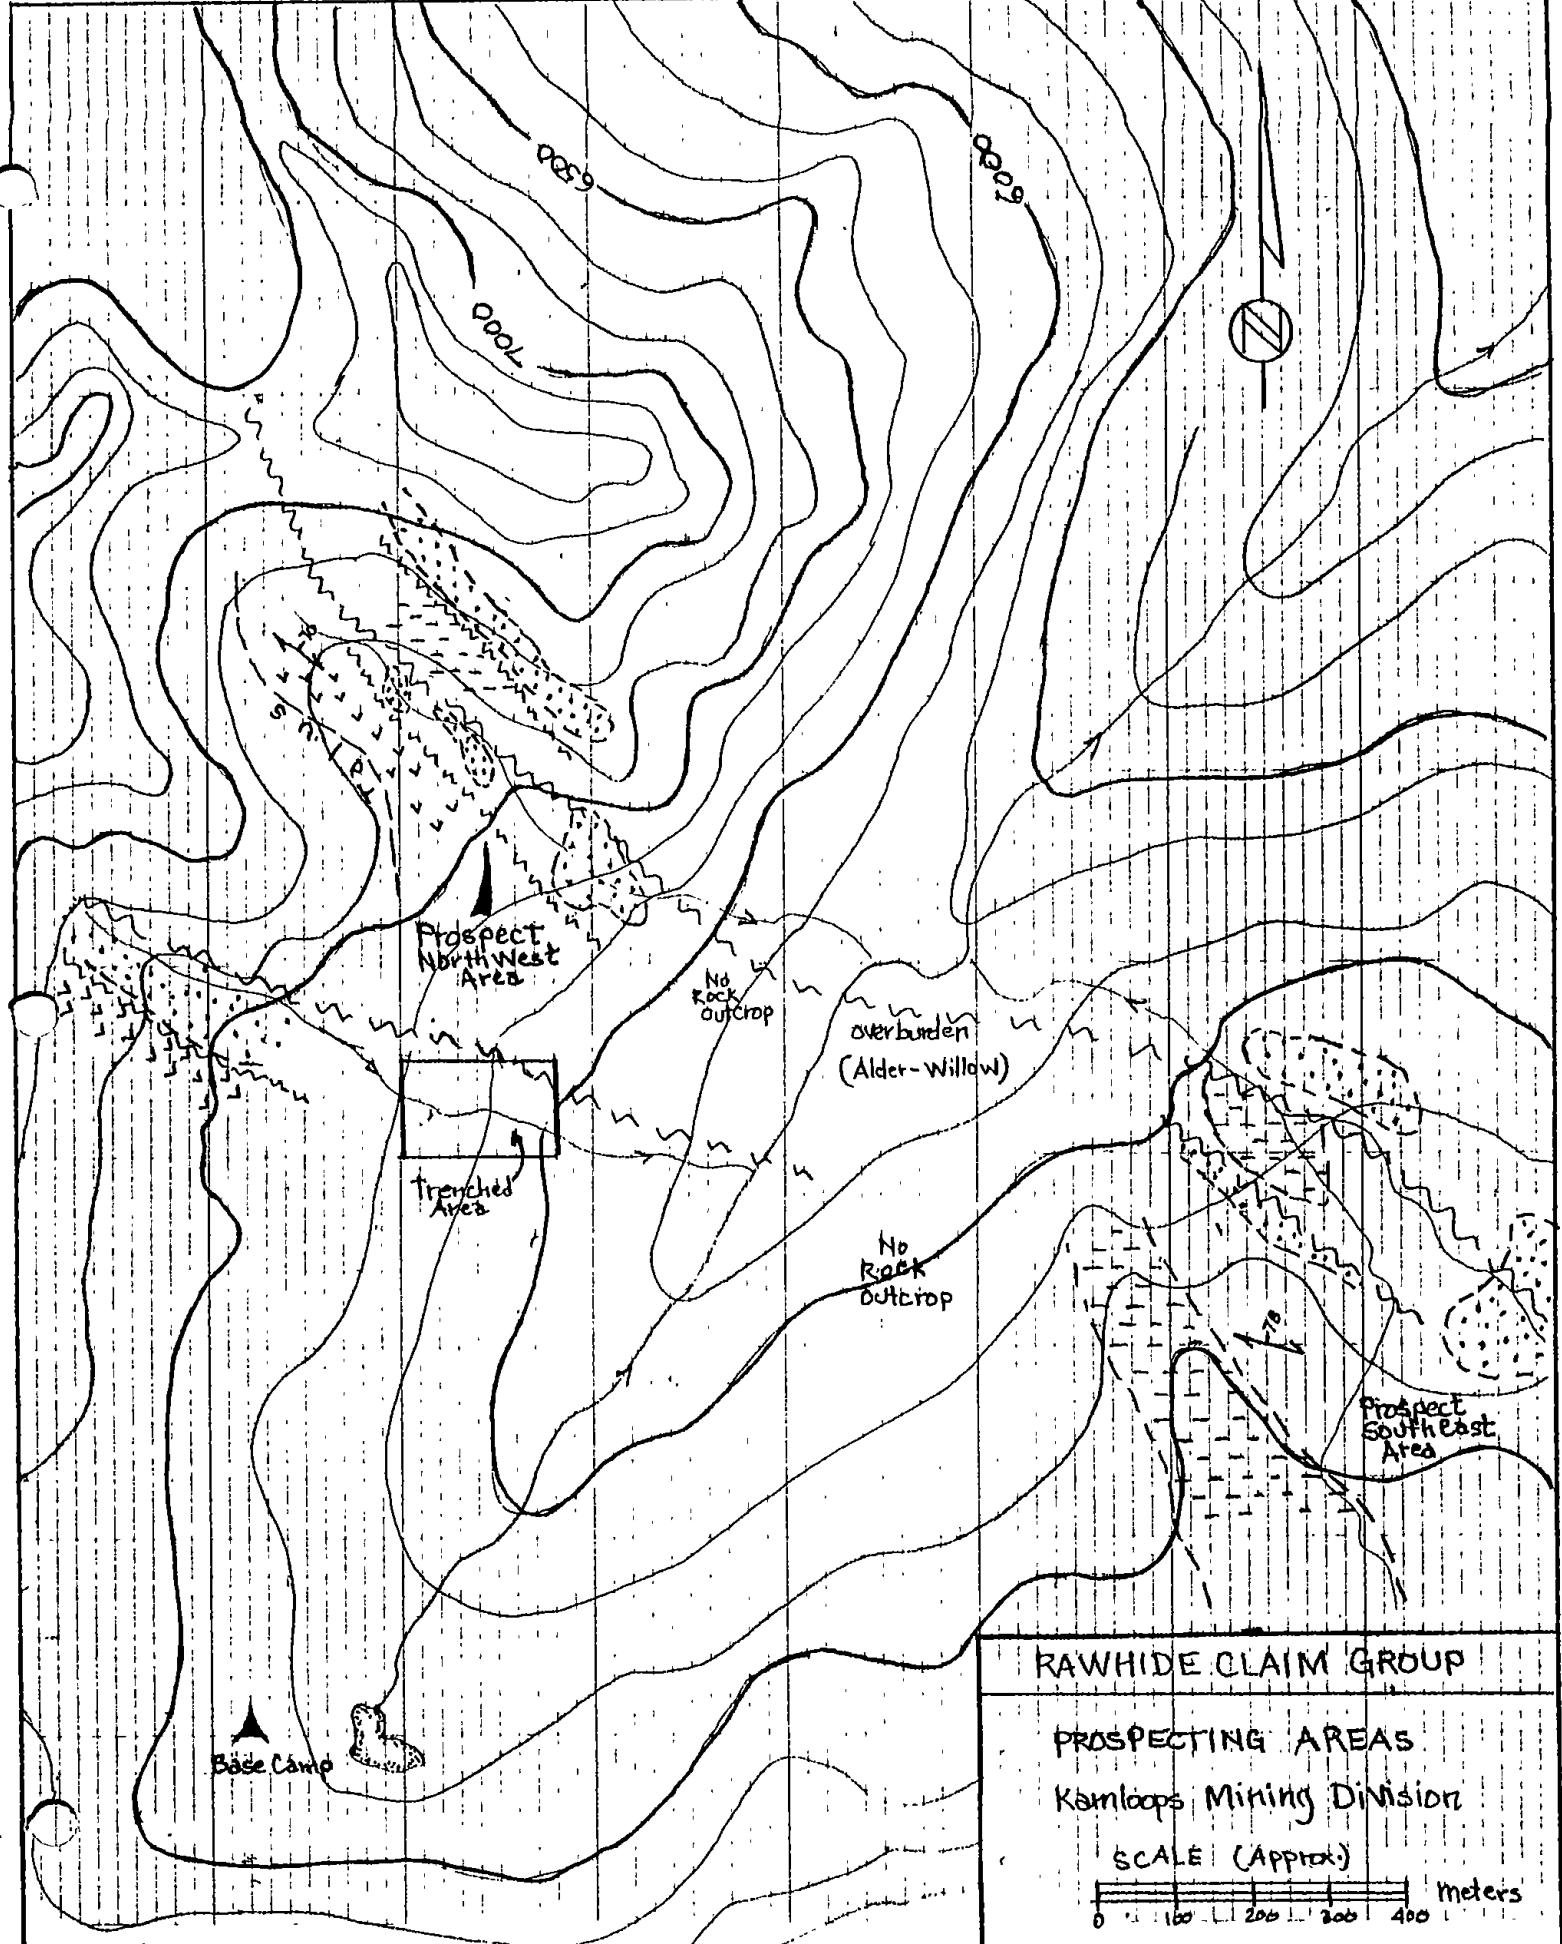 6500
6000
7000
N
Prospect
NorthWest
Area
No
Rock
Outcrop
overburden
(Alder-Willow)
Trenched
Area
No
Rock
Outcrop
78
Prospect
SouthEast
Area
Base Camp
RAWHIDE CLAIM GROUP
PROSPECTING AREAS
Kamloops Mining Division
SCALE (Approx.)
0 100 200 300 400 meters